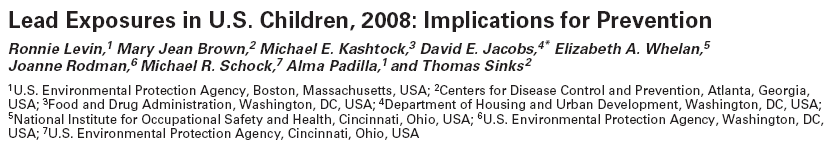 Lead Exposures in U.S. Children, 2008: Implications for Prevention
Ronnie Levin,1 Mary Jean Brown,2 Michael E. Kashtock,3 David E. Jacobs,4* Elizabeth A. Whelan,5
Joanne Rodman,6 Michael R. Schock,7 Alma Padilla,1 and Thomas Sinks2
1U.S. Environmental Protection Agency, Boston, Massachusetts, USA; 2Centers for Disease Control and Prevention, Atlanta, Georgia,
USA; 3Food and Drug Administration, Washington, DC, USA; 4Department of Housing and Urban Development, Washington, DC, USA;
5National Institute for Occupational Safety and Health, Cincinnati, Ohio, USA; 6U.S. Environmental Protection Agency, Washington, DC,
USA; 7U.S. Environmental Protection Agency, Cincinnati, Ohio, USA